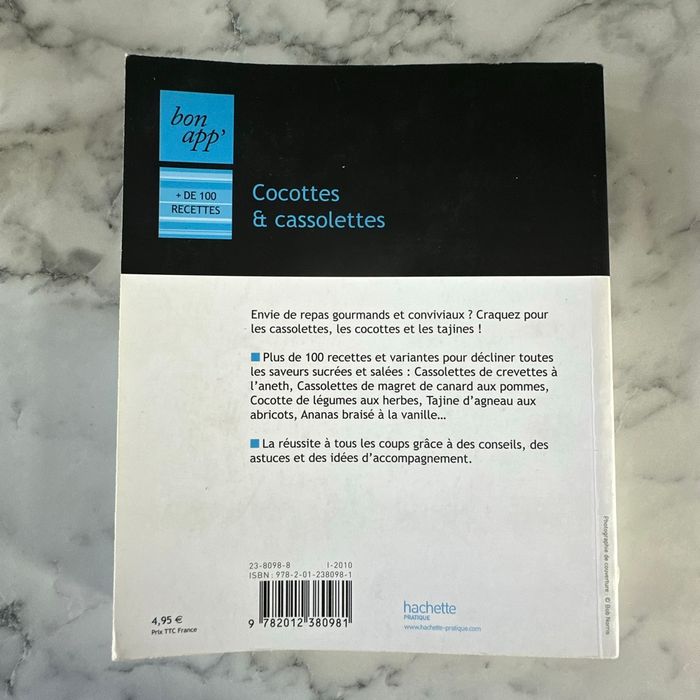 bon
app'
+ DE 100
RECETTES
Cocottes
& cassolettes
Envie de repas gourmands et conviviaux ? Craquez pour
les cassolettes, les cocottes et les tajines !
Plus de 100 recettes et variantes pour décliner toutes
les saveurs sucrées et salées : Cassolettes de crevettes à
l'aneth, Cassolettes de magret de canard aux pommes,
Cocotte de légumes aux herbes, Tajine d'agneau aux
abricots, Ananas braisé à la vanille…
La réussite à tous les coups grâce à des conseils, des
astuces et des idées d'accompagnement.
Photographie de couverture : © Bob Norris
23-8098-8 I-2010
ISBN : 978-2-01-238098-1
9 782012 380981
4,95 €
Prix TTC France
hachette
PRATIQUE
www.hachette-pratique.com